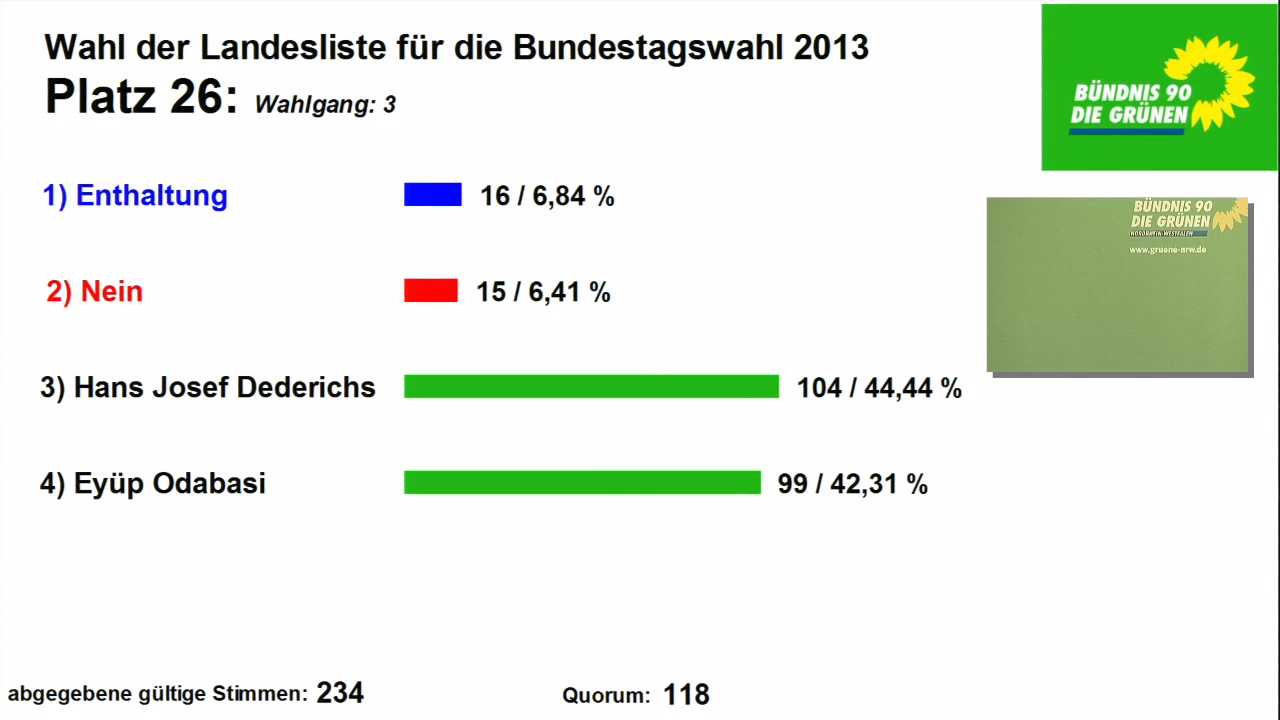 Wahl der Landesliste für die Bundestagswahl 2013
Platz 26: Wahlgang: 3
BÜNDNIS 90
DIE GRÜNEN
1) Enthaltung 16 / 6,84 %
BÜNDNIS 90
DIE GRÜNEN
NORDRHEIN-WESTFALEN
www.gruene-nrw.de
2) Nein 15 / 6,41 %
3) Hans Josef Dederichs 104 / 44,44 %
4) Eyüp Odabasi 99 / 42,31 %
abgegebene gültige Stimmen: 234 Quorum: 118